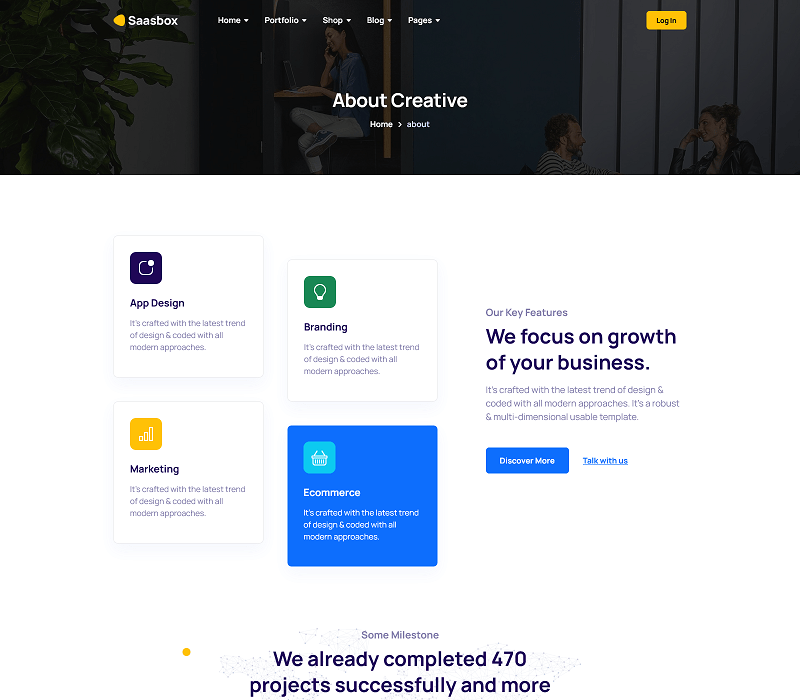 Saasbox
Home
Portfolio
Shop
Blog
Pages
Log In
About Creative
Home > about
App Design
It's crafted with the latest trend
of design & coded with all
modern approaches.
Branding
It's crafted with the latest trend
of design & coded with all
modern approaches.
Marketing
It's crafted with the latest trend
of design & coded with all
modern approaches.
Ecommerce
It's crafted with the latest trend
of design & coded with all
modern approaches.
Our Key Features
We focus on growth
of your business.
It's crafted with the latest trend of design &
coded with all modern approaches. It's a robust
& multi-dimensional usable template.
Discover More
Talk with us
Some Milestone
We already completed 470
projects successfully and more